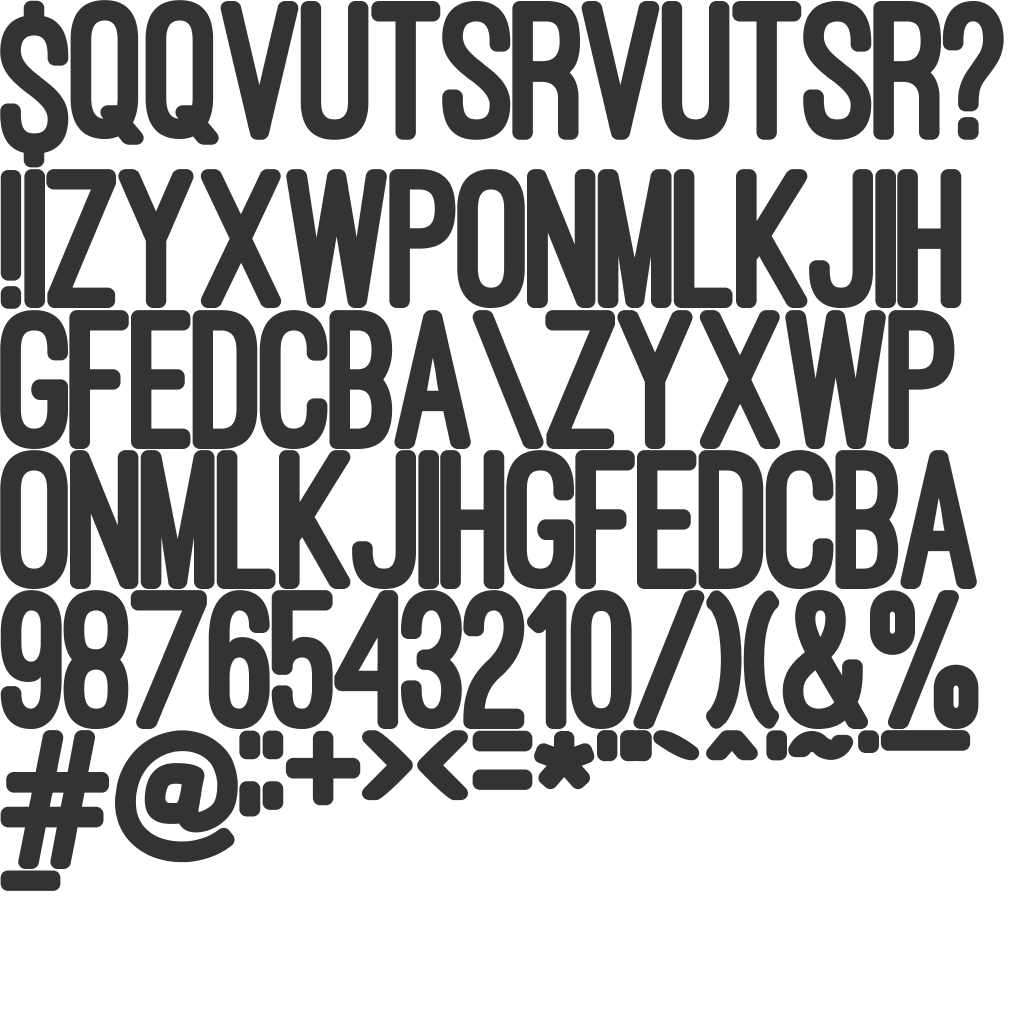 $QQVUTSRVUTSR?
!IZYXWPONMLKJIH
GFEDCBA\ZYXWP
ONMLKJIHGFEDCBA
9876543210/)(&%
#@;:+><=*"`^'~._
-